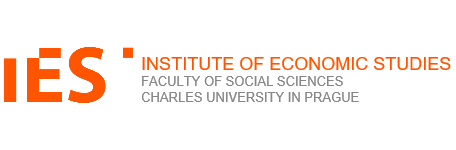 IES
INSTITUTE OF ECONOMIC STUDIES
FACULTY OF SOCIAL SCIENCES
CHARLES UNIVERSITY IN PRAGUE